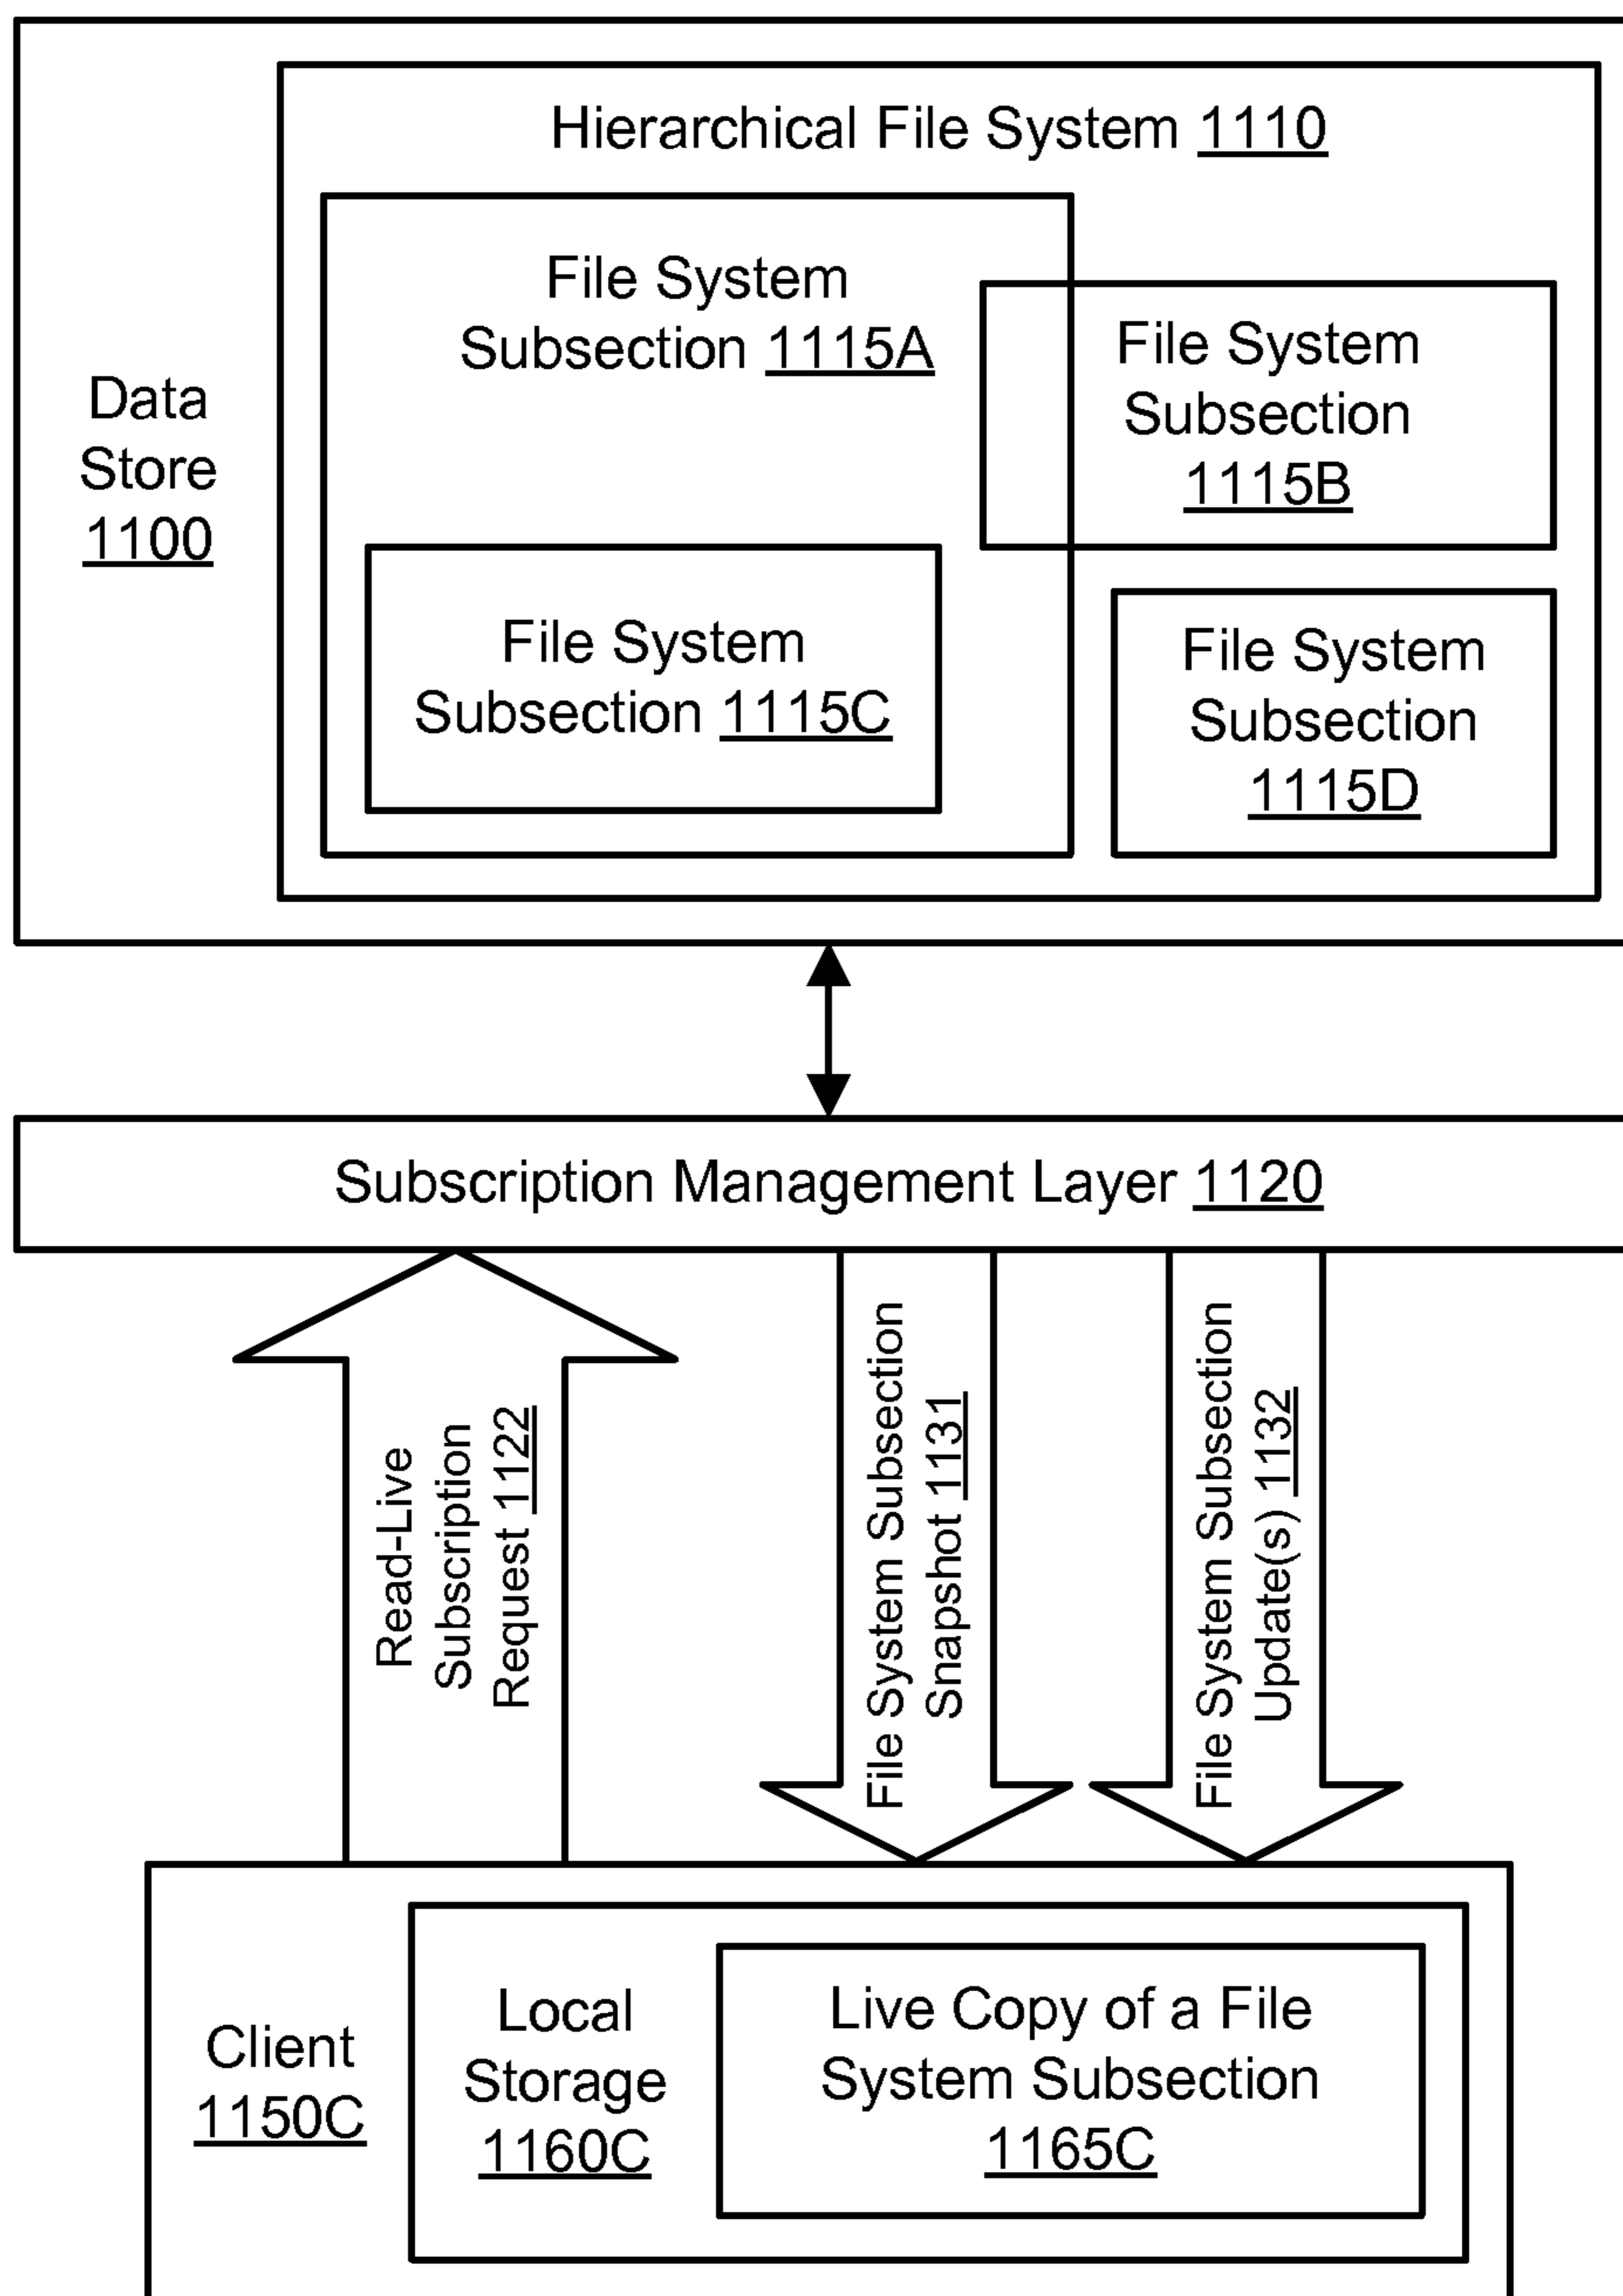 Hierarchical File System 1110
File System
Subsection 1115A
File System
Subsection
1115B
Data
Store
1100
File System
Subsection 1115C
File System
Subsection
1115D
Subscription Management Layer 1120
Read-Live
Subscription
Request 1122
File System Subsection
Snapshot 1131
File System Subsection
Update(s) 1132
Client
1150C
Local
Storage
1160C
Live Copy of a File
System Subsection
1165C